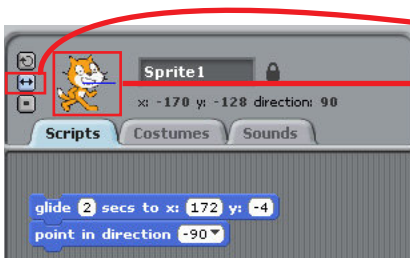 Sprite1
x: -170 y: -128 direction: 90
Scripts Costumes Sounds
glide 2 secs to x: 172 y: -4
point in direction -90